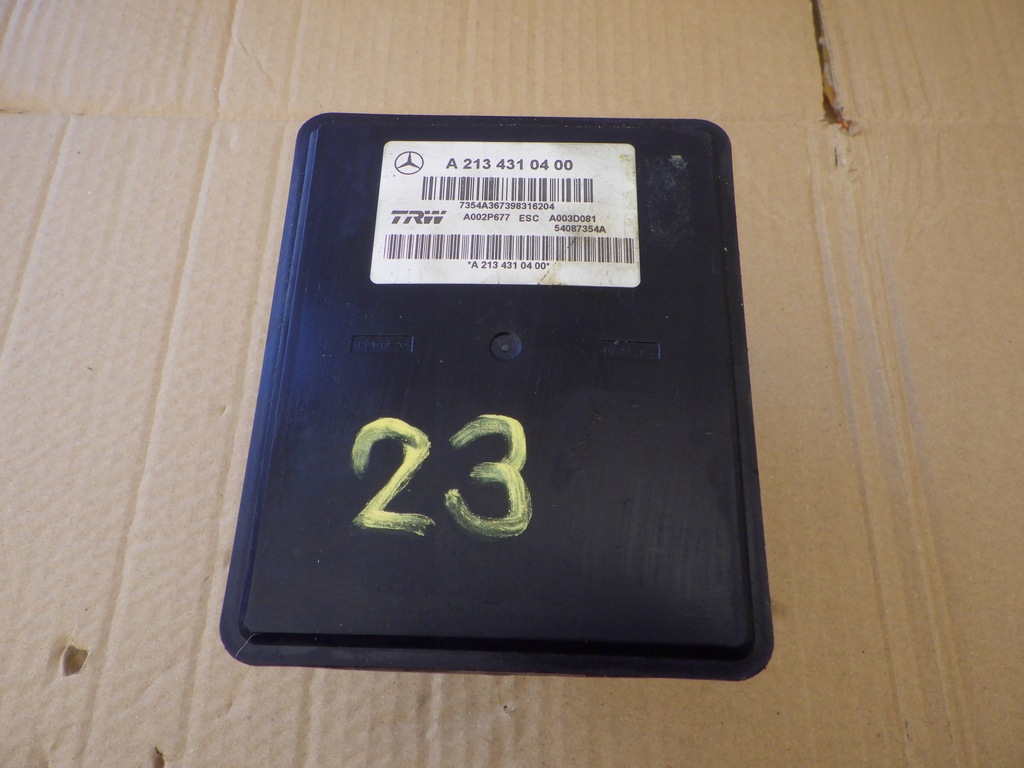 A 213 431 04 00
7354A367398316204
TRW A002P677 ESC A003D081
54087354A
*A 213 431 04 00*
23